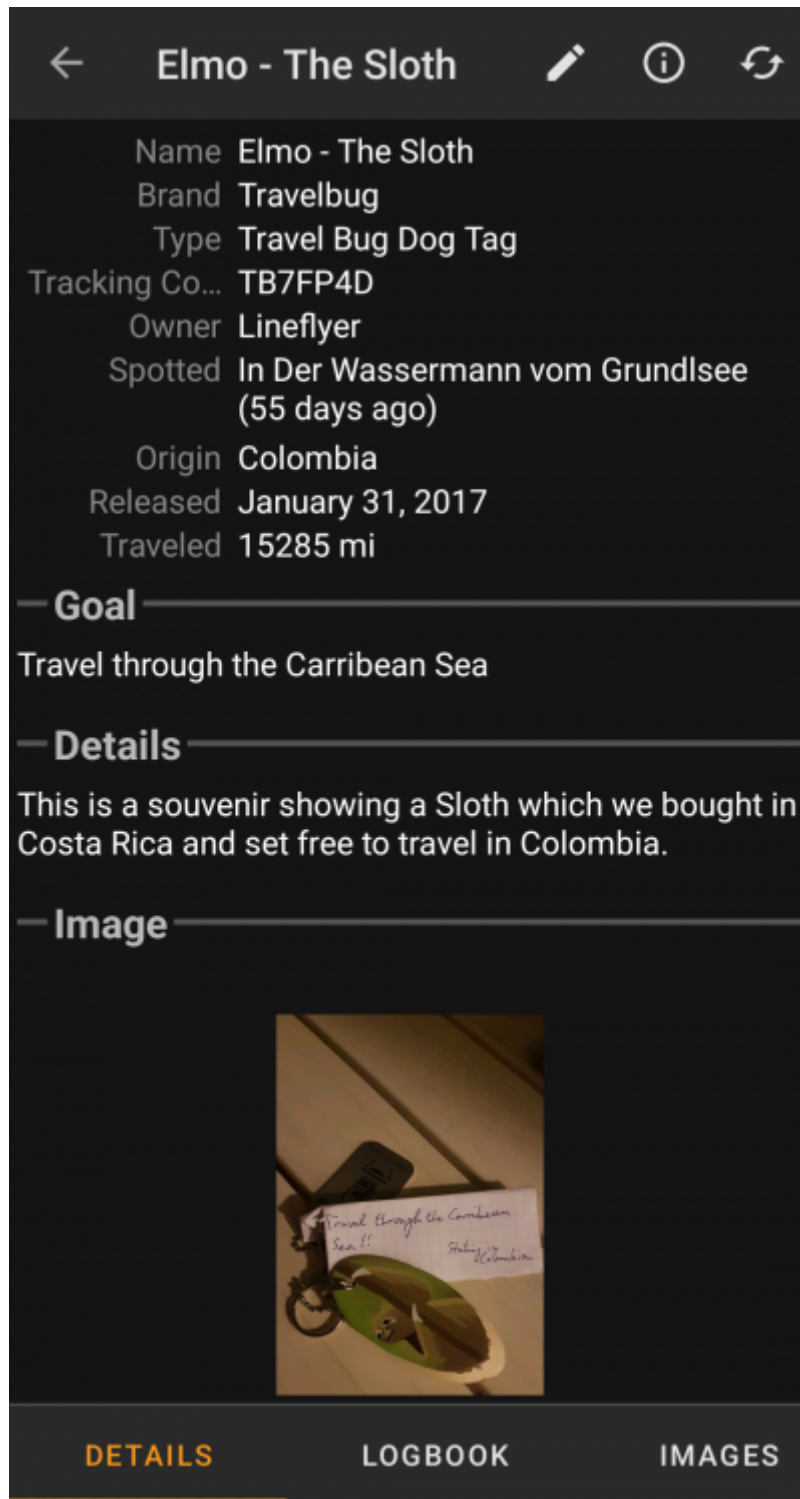 Elmo - The Sloth
Name Elmo - The Sloth
Brand Travelbug
Type Travel Bug Dog Tag
Tracking Co... TB7FP4D
Owner Lineflyer
Spotted In Der Wassermann vom Grundlsee
(55 days ago)
Origin Colombia
Released January 31, 2017
Traveled 15285 mi
Goal
Travel through the Carribean Sea
Details
This is a souvenir showing a Sloth which we bought in
Costa Rica and set free to travel in Colombia.
Image
Travel through the Carribean
Sea !!
in
Colombia
DETAILS LOGBOOK IMAGES